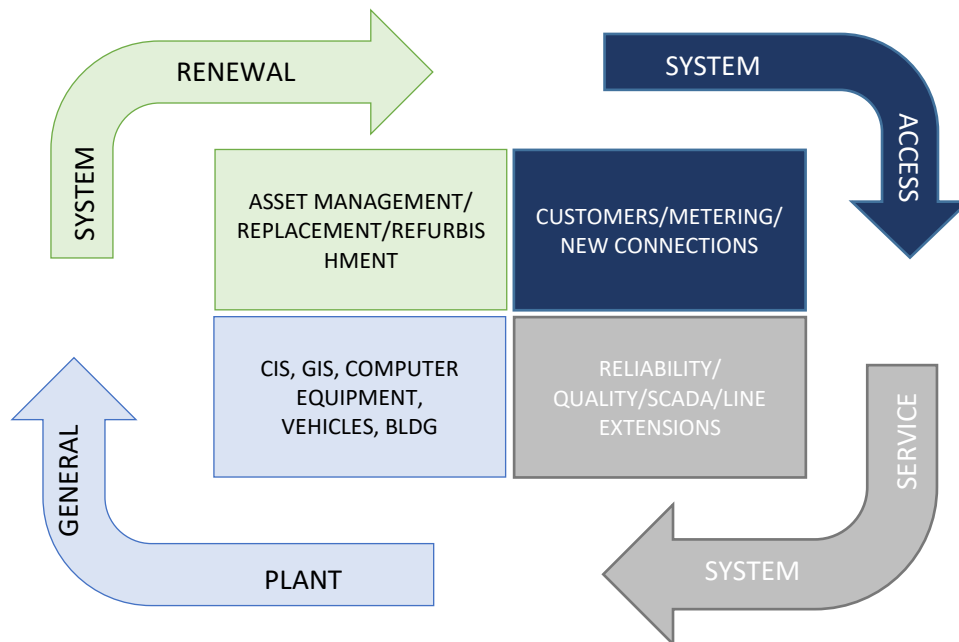 RENEWAL
SYSTEM
SYSTEM
ACCESS
ASSET MANAGEMENT/
REPLACEMENT/REFURBIS
HMENT
CUSTOMERS/METERING/
NEW CONNECTIONS
CIS, GIS, COMPUTER
EQUIPMENT,
VEHICLES, BLDG
RELIABILITY/
QUALITY/SCADA/LINE
EXTENSIONS
GENERAL
PLANT
SERVICE
SYSTEM